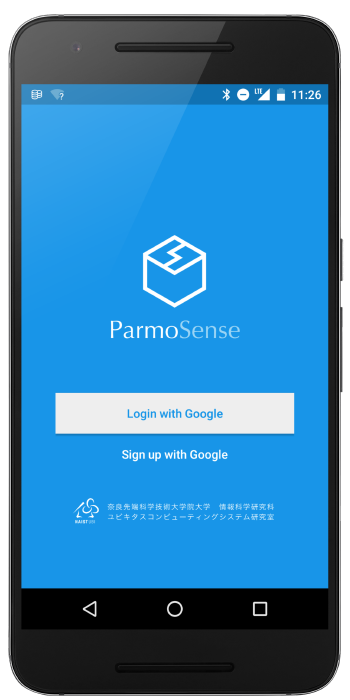 LTE 11:26
ParmoSense
Login with Google
Sign up with Google
奈良先端科学技術大学院大学 情報科学研究科
ユビキタスコンピューティングシステム研究室
NAIST